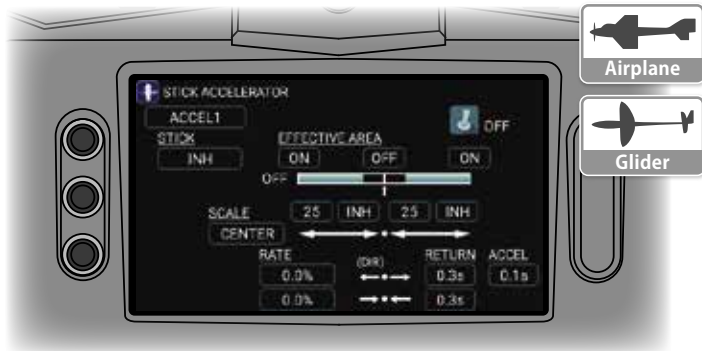 STICK ACCELERATOR
ACCEL1
OFF
STICK
EFFECTIVE AREA
INH
ON OFF ON
OFF
SCALE
25 INH 25 INH
CENTER
RATE (DIR) RETURN ACCEL
0.0% 0.3s 0.1s
0.0% 0.3s
Airplane
Glider